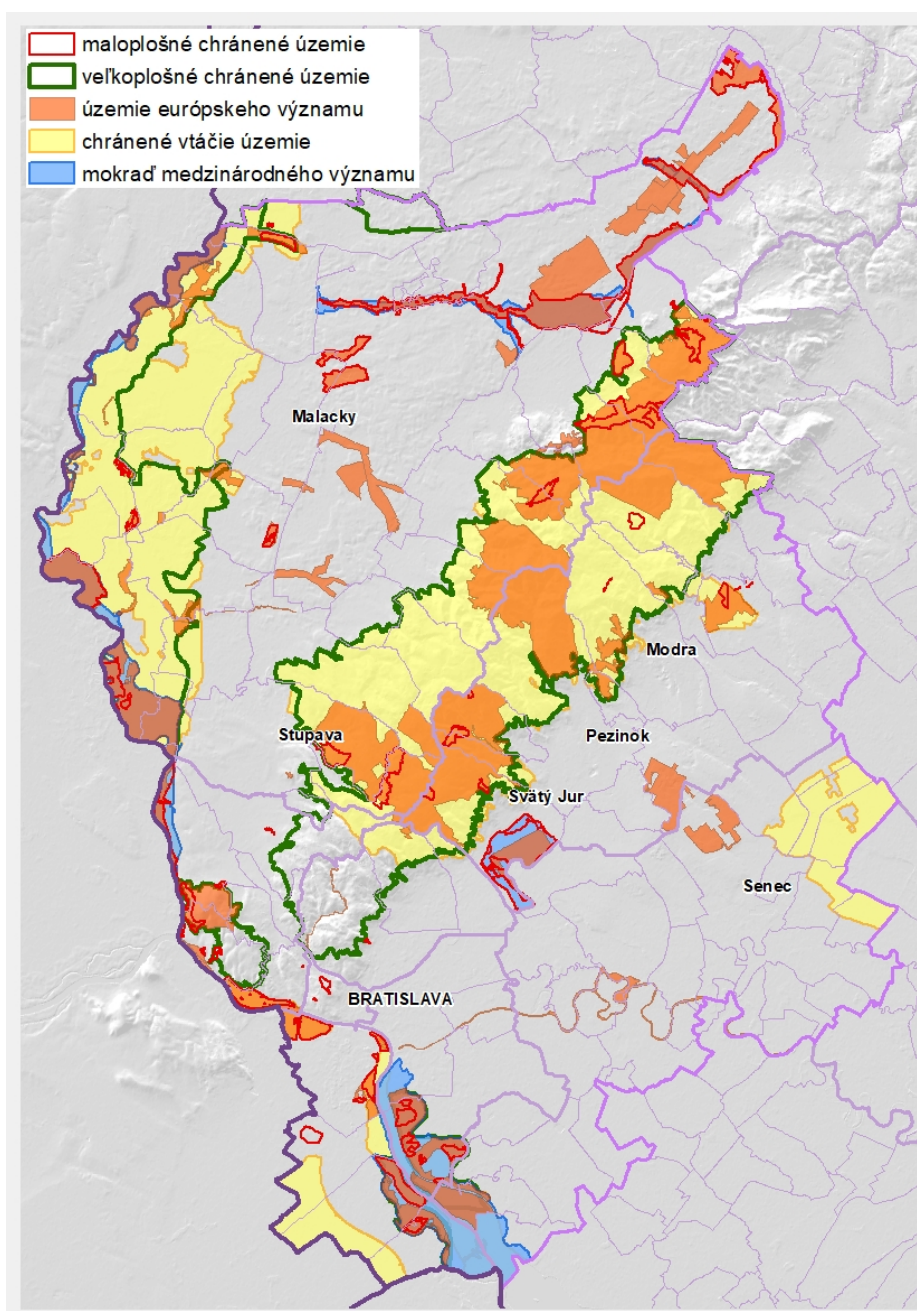 maloplošné chránené územie
veľkoplošné chránené územie
územie európskeho významu
chránené vtáčie územie
mokraď medzinárodného významu
Malacky
Modra
Stupava
Pezinok
Svätý Jur
Senec
BRATISLAVA